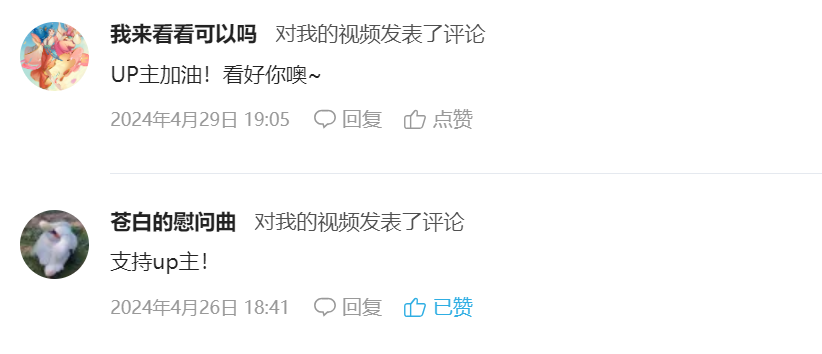 我来看看可以吗 对我的视频发表了评论
UP主加油！看好你噢~
2024年4月29日 19:05 回复 点赞
苍白的慰问曲 对我的视频发表了评论
支持up主！
2024年4月26日 18:41 回复 已赞